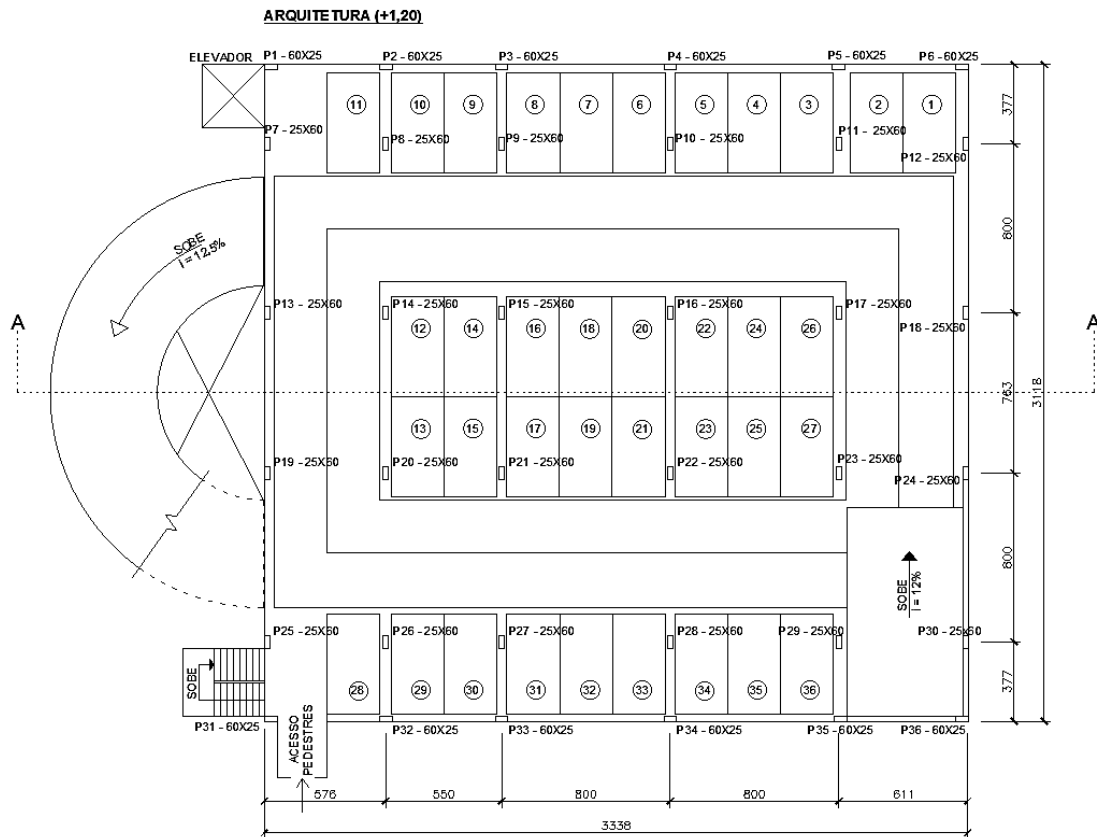 ARQUITETURA (+1,20)
ELEVADOR
P1 - 60X25
P2 - 60X25
P3 - 60X25
P4 - 60X25
P5 - 60X25
P6 - 60X25
11
10
9
8
7
6
5
4
3
2
1
377
P7 - 25X60
P8 - 25X60
P9 - 25X60
P10 - 25X60
P11 - 25X60
P12 - 25X60
SOBE
i = 12,5%
800
P13 - 25X60
P14 - 25X60
P15 - 25X60
P16 - 25X60
P17 - 25X60
P18 - 25X60
A
A
12
14
16
18
20
22
24
26
763
3118
13
15
17
19
21
23
25
27
P19 - 25X60
P20 - 25X60
P21 - 25X60
P22 - 25X60
P23 - 25X60
P24 - 25X60
SOBE
i = 12%
800
P25 - 25X60
P26 - 25X60
P27 - 25X60
P28 - 25X60
P29 - 25X60
P30 - 25X60
SOBE
28
29
30
31
32
33
34
35
36
377
P31 - 60X25
ACESSO
PEDESTRES
P32 - 60X25
P33 - 60X25
P34 - 60X25
P35 - 60X25
P36 - 60X25
576
550
800
800
611
3338